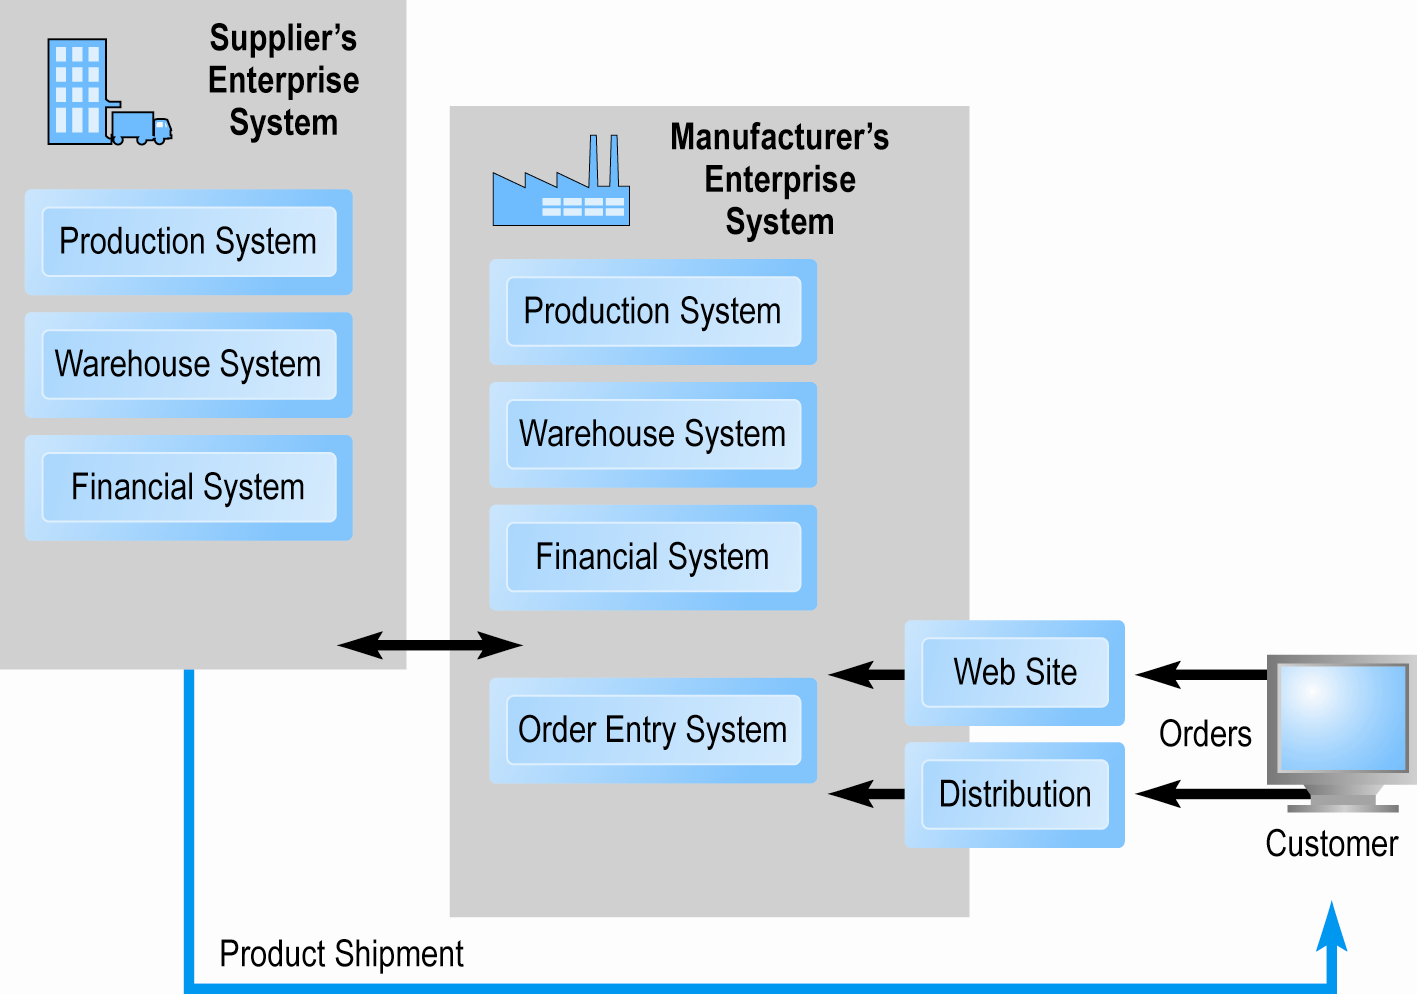 Supplier’s
Enterprise
System
Production System
Warehouse System
Financial System
Manufacturer’s
Enterprise
System
Production System
Warehouse System
Financial System
Order Entry System
Web Site
Distribution
Orders
Customer
Product Shipment